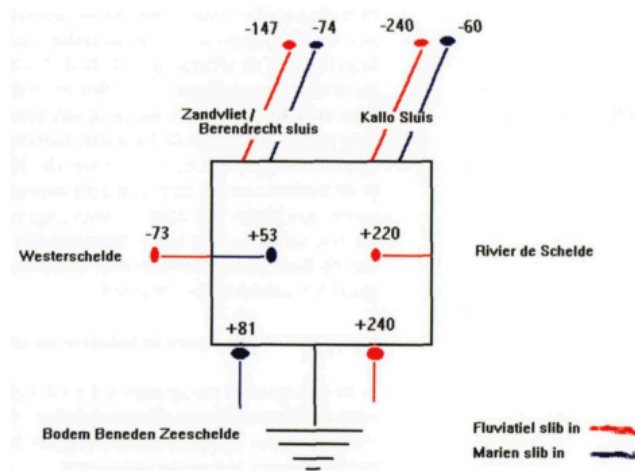 -147
-74
-240
-60
Zandvliet/
Berendrecht sluis
Kallo Sluis
-73
+53
+220
Westerschelde
Rivier de Schelde
+81
+240
Bodem Beneden Zeeschelde
Fluviatiel slib in
Marien slib in